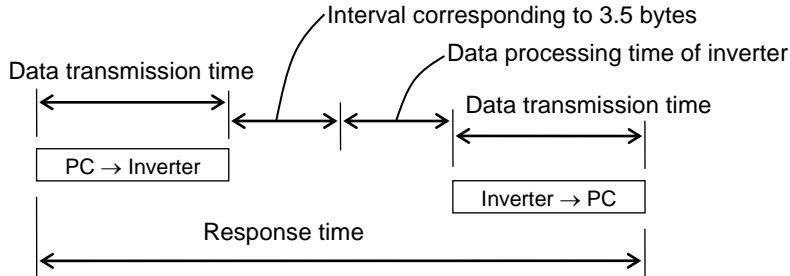 Interval corresponding to 3.5 bytes
Data processing time of inverter
Data transmission time
Data transmission time
PC → Inverter
Inverter → PC
Response time